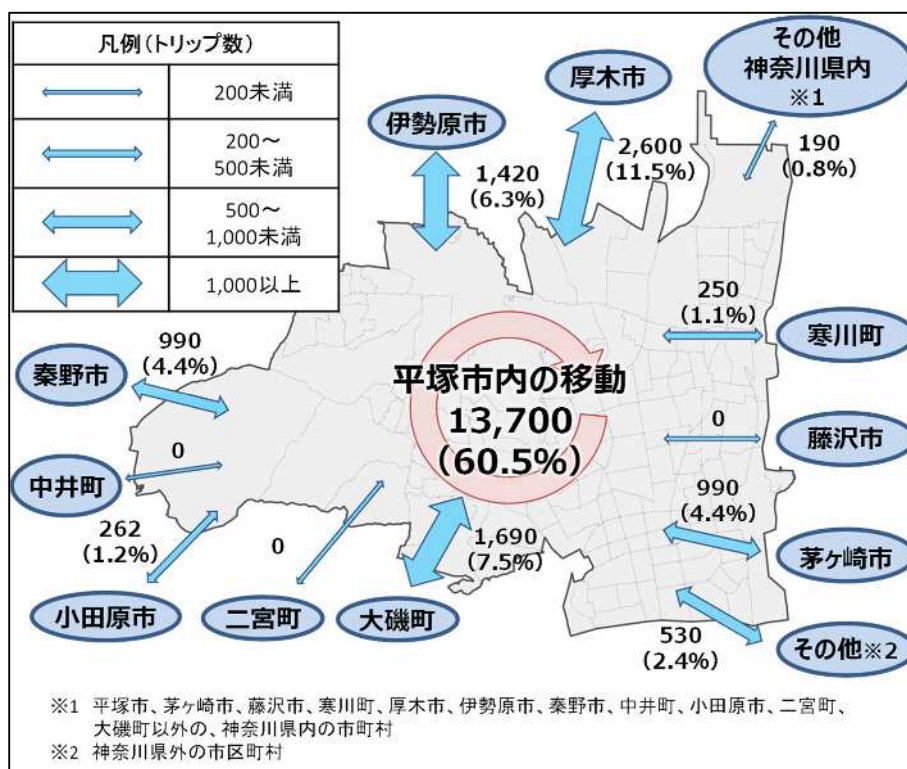 凡例(トリップ数)
200未満
200～
500未満
500～
1,000未満
1,000以上
その他
神奈川県内
※1
190
(0.8%)
厚木市
2,600
(11.5%)
伊勢原市
1,420
(6.3%)
250
(1.1%)
寒川町
990
(4.4%)
秦野市
平塚市内の移動
13,700
(60.5%)
0
藤沢市
0
中井町
990
(4.4%)
茅ヶ崎市
262
(1.2%)
小田原市
0
二宮町
1,690
(7.5%)
大磯町
530
(2.4%)
その他※2
※1 平塚市、茅ヶ崎市、藤沢市、寒川町、厚木市、伊勢原市、秦野市、中井町、小田原市、二宮町、
大磯町以外の、神奈川県内の市町村
※2 神奈川県外の市区町村